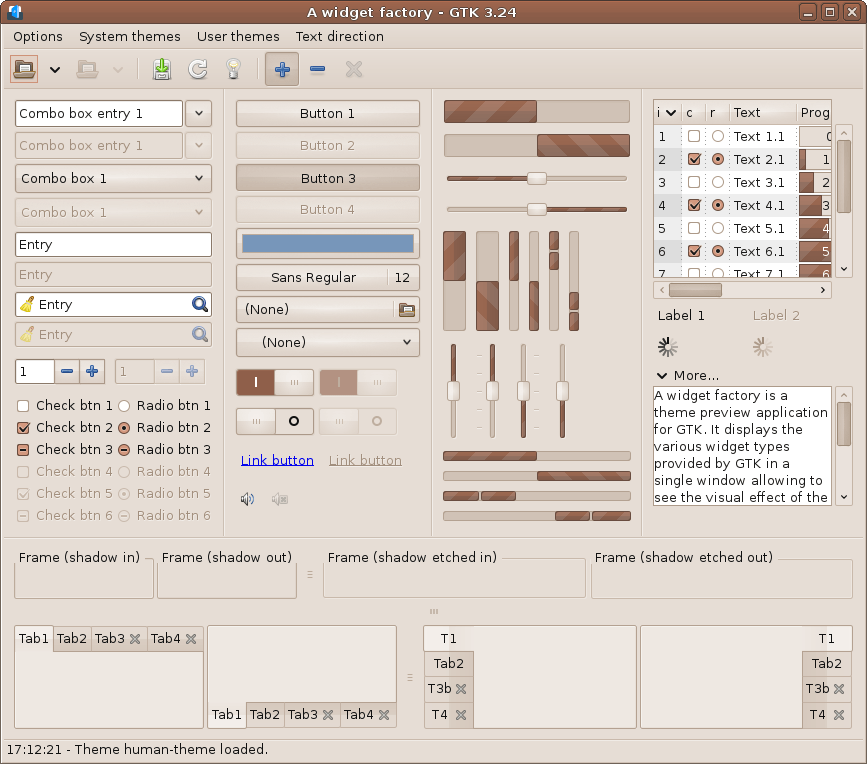 A widget factory - GTK 3.24
Options System themes User themes Text direction
Combo box entry 1
Combo box entry 1
Combo box 1
Combo box 1
Entry
Entry
Entry
Entry
1 1
Check btn 1 Radio btn 1
Check btn 2 Radio btn 2
Check btn 3 Radio btn 3
Check btn 4 Radio btn 4
Check btn 5 Radio btn 5
Check btn 6 Radio btn 6
Button 1
Button 2
Button 3
Button 4
Sans Regular 12
(None)
(None)
Link button Link button
i c r Text Prog
1 Text 1.1 0
2 Text 2.1 1
3 Text 3.1 2
4 Text 4.1 3
5 Text 5.1 4
6 Text 6.1 5
7 Text 7.1 6
Label 1 Label 2
More...
A widget factory is a
theme preview application
for GTK. It displays the
various widget types
provided by GTK in a
single window allowing to
see the visual effect of the
Frame (shadow in) Frame (shadow out) Frame (shadow etched in) Frame (shadow etched out)
Tab1 Tab2 Tab3 Tab4
Tab1 Tab2 Tab3 Tab4
T1
Tab2
T3b
T4
T1
Tab2
T3b
T4
17:12:21 - Theme human-theme loaded.